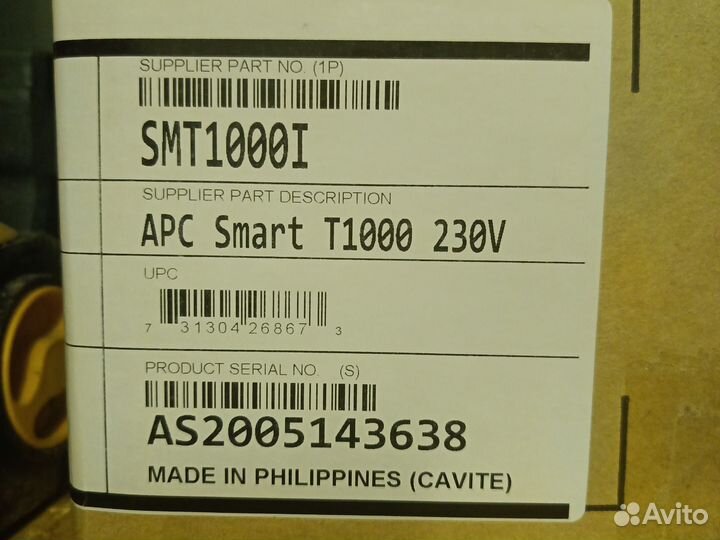 SUPPLIER PART NO. (1P)
SMT1000I
SUPPLIER PART DESCRIPTION
APC Smart T1000 230V
UPC
7 31304 26867 3
PRODUCT SERIAL NO. (S)
AS2005143638
MADE IN PHILIPPINES (CAVITE)
Avito